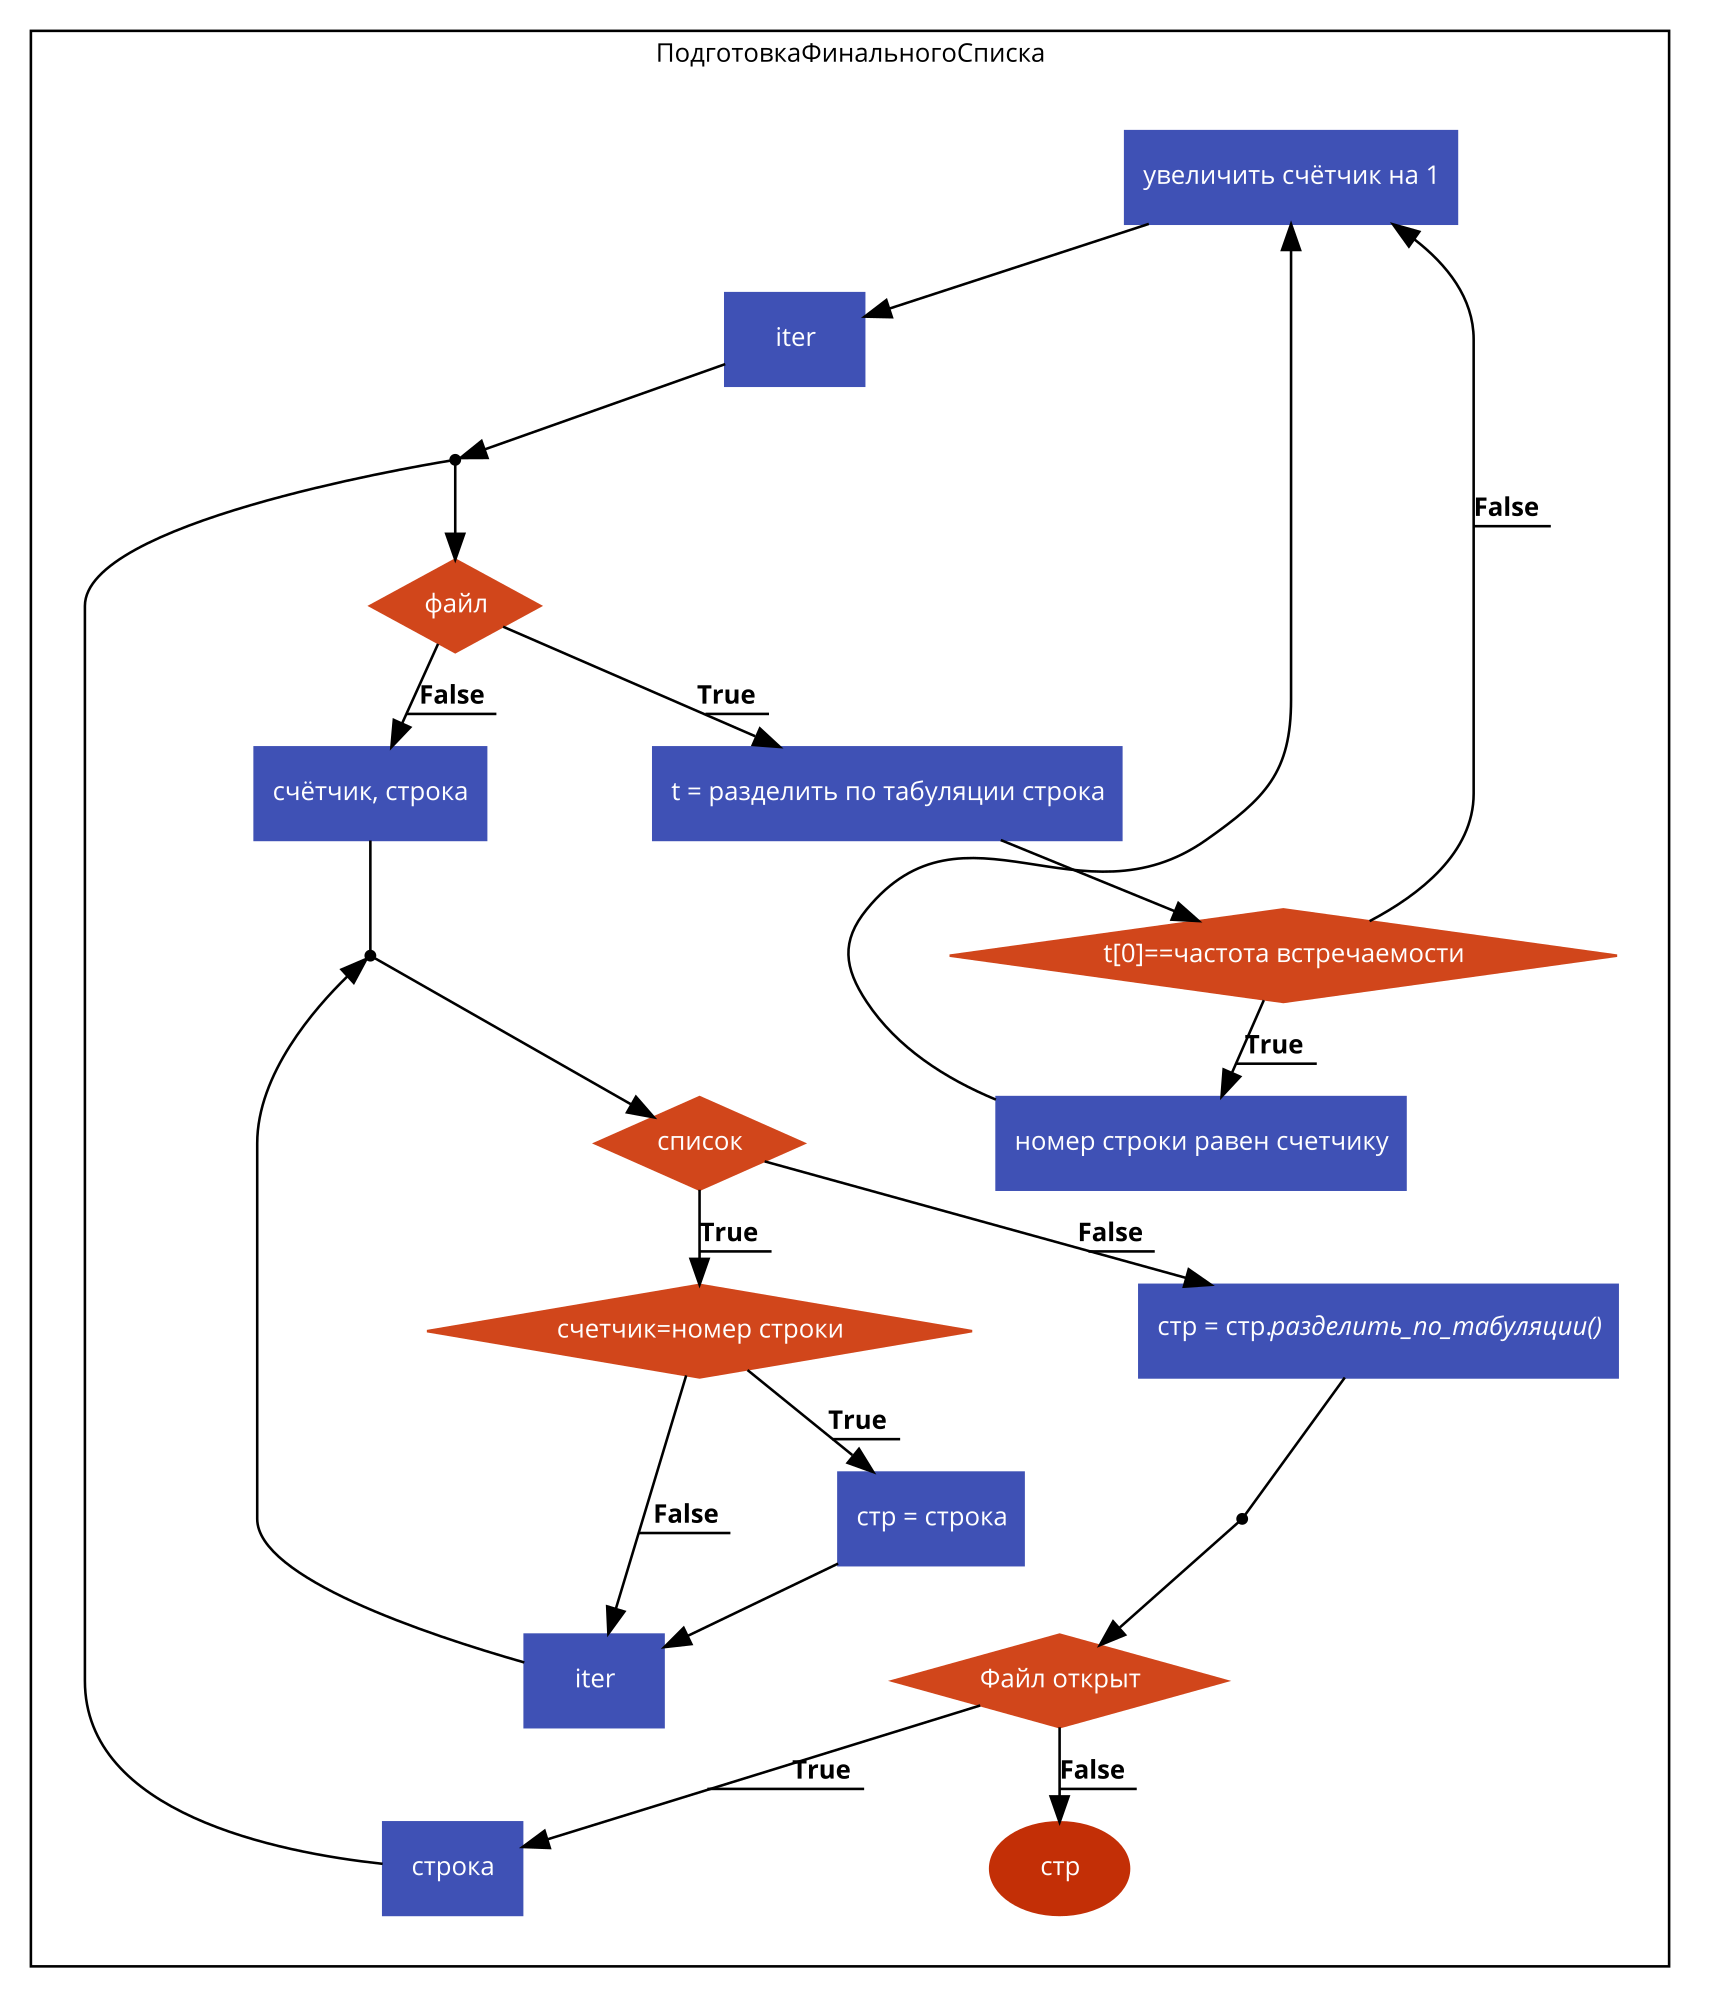 ПодготовкаФинальногоСписка
увеличить счётчик на 1
iter
False
файл
False
True
счётчик, строка
t = разделить по табуляции строка
t[0]==частота встречаемости
True
список
номер строки равен счетчику
True
False
счетчик=номер строки
стр = стр.разделить_по_табуляции()
True
False
стр = строка
iter
Файл открыт
True
False
строка
стр